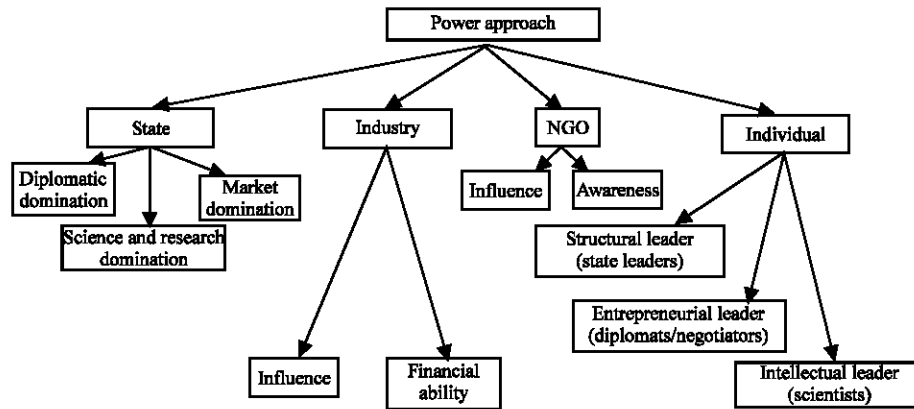 Power approach
State
Industry
NGO
Individual
Diplomatic
domination
Market
domination
Science and research
domination
Influence
Awareness
Structural leader
(state leaders)
Entrepreneurial leader
(diplomats/negotiators)
Influence
Financial
ability
Intellectual leader
(scientists)